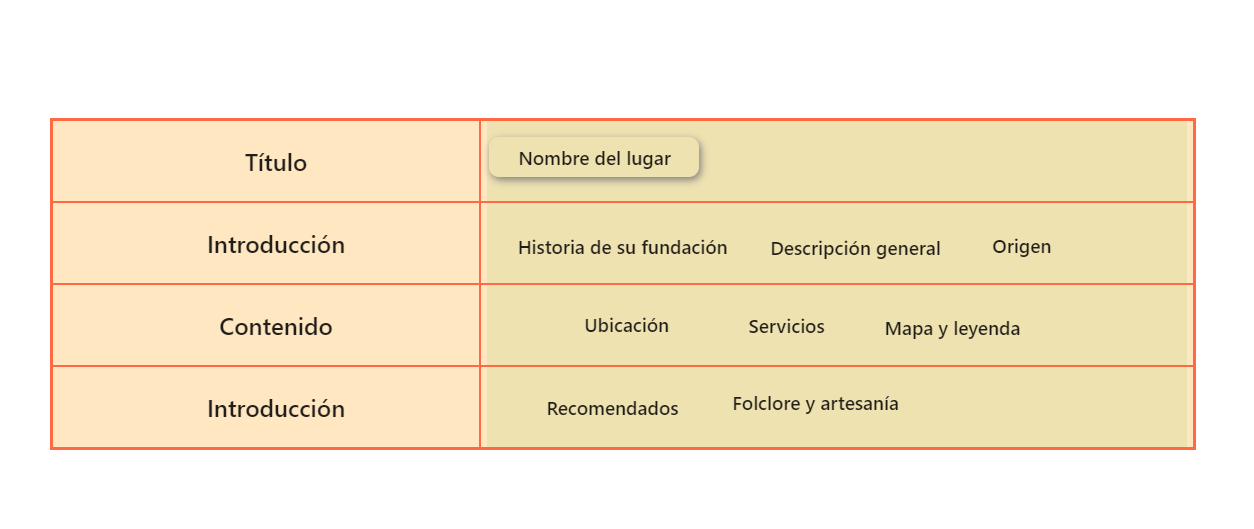 Título
Nombre del lugar
Introducción
Historia de su fundación
Descripción general
Origen
Contenido
Ubicación
Servicios
Mapa y leyenda
Introducción
Recomendados
Folclore y artesanía